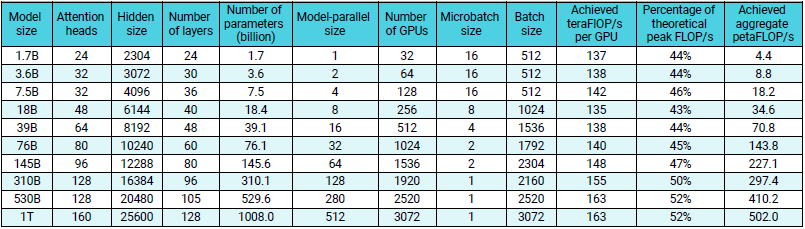 Model size Attention heads Hidden size Number of layers Number of parameters (billion) Model-parallel size Number of GPUs Microbatch size Batch size Achieved teraFlOP/s per GPU Percentage of theoretical peak FLOP/s Achieved aggregate petaFLOP/s
1.7B 24 2304 24 1.7 1 32 16 512 137 44% 4.4
3.6B 32 3072 30 3.6 2 64 16 512 138 44% 8.8
7.5B 32 4096 36 7.5 4 128 16 512 142 46% 18.2
18B 48 6144 40 18.4 8 256 8 1024 135 43% 34.6
39B 64 8192 48 39.1 16 512 4 1536 138 44% 70.8
76B 80 10240 60 76.1 32 1024 2 1792 140 45% 143.8
145B 96 12288 80 145.6 64 1536 2 2304 148 47% 227.1
310B 128 16384 96 310.1 128 1920 1 2160 155 50% 297.4
530B 128 20480 105 529.6 280 2520 1 2520 163 52% 410.2
1T 160 25600 128 1008.0 512 3072 1 3072 163 52% 502.0